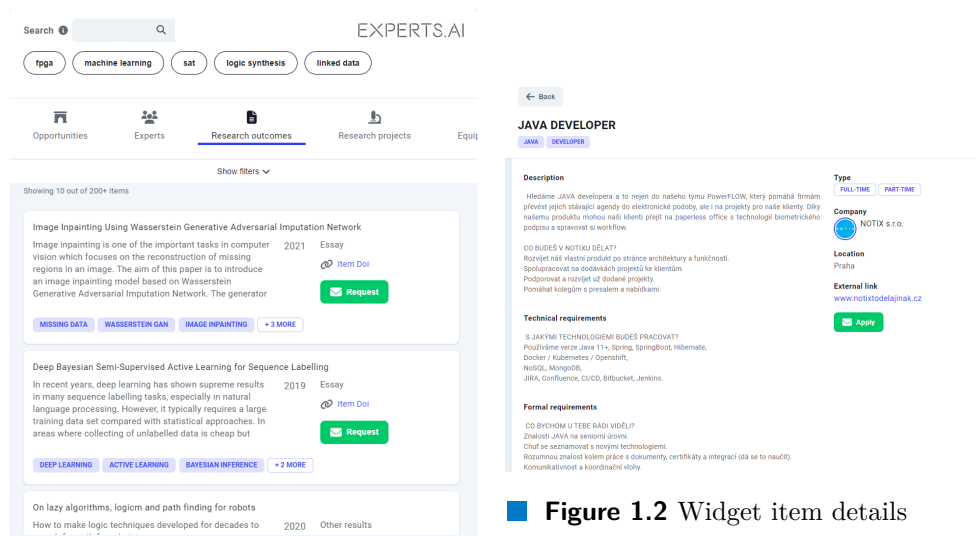 Search
EXPERTS.AI
fpga machine learning sat logic synthesis linked data
Opportunities Experts Research outcomes Research projects Equip
Show filters
Showing 10 out of 200+ items
Image Inpainting Using Wasserstein Generative Adversarial Imputation Network
Image inpainting is one of the important tasks in computer
vision which focuses on the reconstruction of missing
regions in an image. The aim of this paper is to introduce
an image inpainting model based on Wasserstein
Generative Adversarial Imputation Network. The generator
2021 Essay
Item Doi
Request
MISSING DATA WASSERSTEIN GAN IMAGE INPAINTING + 3 MORE
Deep Bayesian Semi-Supervised Active Learning for Sequence Labelling
In recent years, deep learning has shown supreme results
in many sequence labelling tasks, especially in natural
language processing. However, it typically requires a large
training data set compared with statistical approaches. In
areas where collecting of unlabelled data is cheap but
2019 Essay
Item Doi
Request
DEEP LEARNING ACTIVE LEARNING BAYESIAN INFERENCE + 2 MORE
On lazy algorithms, logicm and path finding for robots
How to make logic techniques developed for decades to
2020 Other results
Back
JAVA DEVELOPER
JAVA DEVELOPER
Description
Hledáme JAVA developera a to nejen do našeho týmu PowerFLOW, který pomáhá firmám
převést jejich stávající agendy do elektronické podoby, ale i na projekty pro naše klienty. Díky
našemu produktu mohou naši klienti přejít na paperless office s technologií biometrického
podpisu a spravovat si workflow.
CO BUDEŠ V NOTIXU DĚLAT?
Rozvíjet náš vlastní produkt po stránce architektury a funkčností.
Spolupracovat na dodávkách projektů ke klientům.
Podporovat a rozvíjet už dodané projekty.
Pomáhat kolegům s presalem a nabídkami.
Technical requirements
S JAKÝMI TECHNOLOGIEMI BUDEŠ PRACOVAT?
Používáme verze Java 11+, Spring, SpringBoot, Hibernate,
Docker / Kubernetes / Openshift,
NoSQL, MongoDB,
JIRA, Confluence, CI/CD, Bitbucket, Jenkins.
Formal requirements
CO BYCHOM U TEBE RÁDI VIDĚLI?
Znalosti JAVA na seniorní úrovni.
Chuť se seznamovat s novými technologiemi.
Rozumnou znalost kolem práce s dokumenty, certifikáty a integrací (dá se to naučit).
Komunikativnost a koordinační vlohy.
Type
FULL-TIME PART-TIME
Company
NOTIX NOTIX s.r.o.
Location
Praha
External link
www.notixtodelajinak.cz
Apply
Figure 1.2 Widget item details